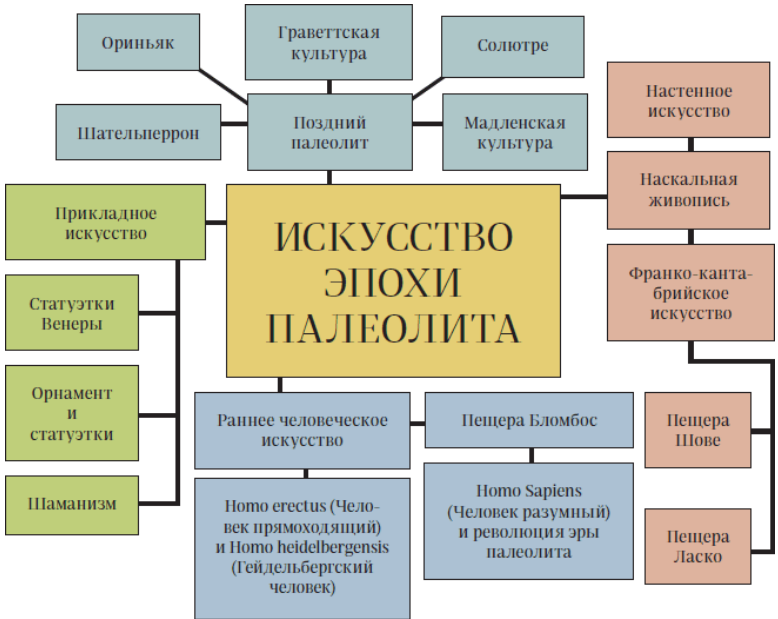 Ориньяк
Граветтская
культура
Солютре
Шательперрон
Поздний
палеолит
Мадленская
культура
Настенное
искусство
Наскальная
живопись
Франко-канта-
брийское
искусство
Пещера
Шове
Пещера
Ласко
Прикладное
искусство
Статуэтки
Венеры
Орнамент
и
статуэтки
Шаманизм
ИСКУССТВО
ЭПОХИ
ПАЛЕОЛИТА
Раннее человеческое
искусство
Пещера Бломбос
Homo erectus (Чело-
век прямоходящий)
и Homo heidelbergensis
(Гейдельбергский
человек)
Homo Sapiens
(Человек разумный)
и революция эры
палеолита